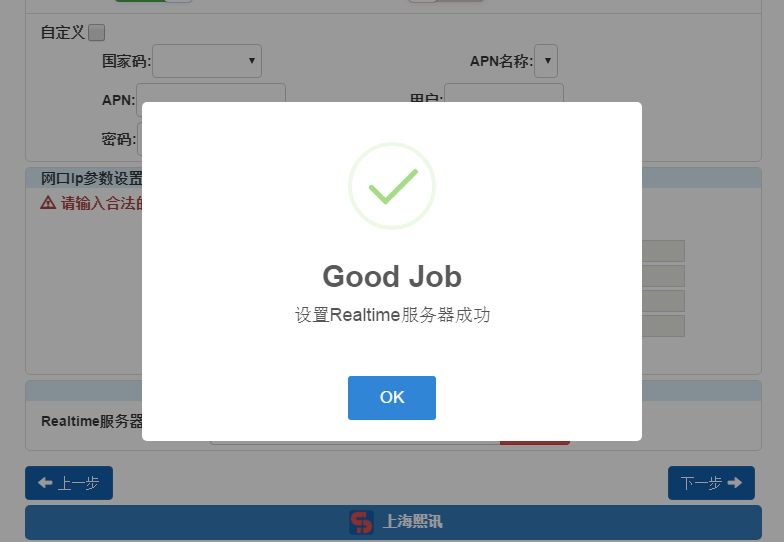 自定义
国家码: APN名称:
APN: 用户:
密码:
网口Ip参数设置
请输入合法的
Good Job
设置Realtime服务器成功
OK
Realtime服务器
上一步 下一步
上海熙讯